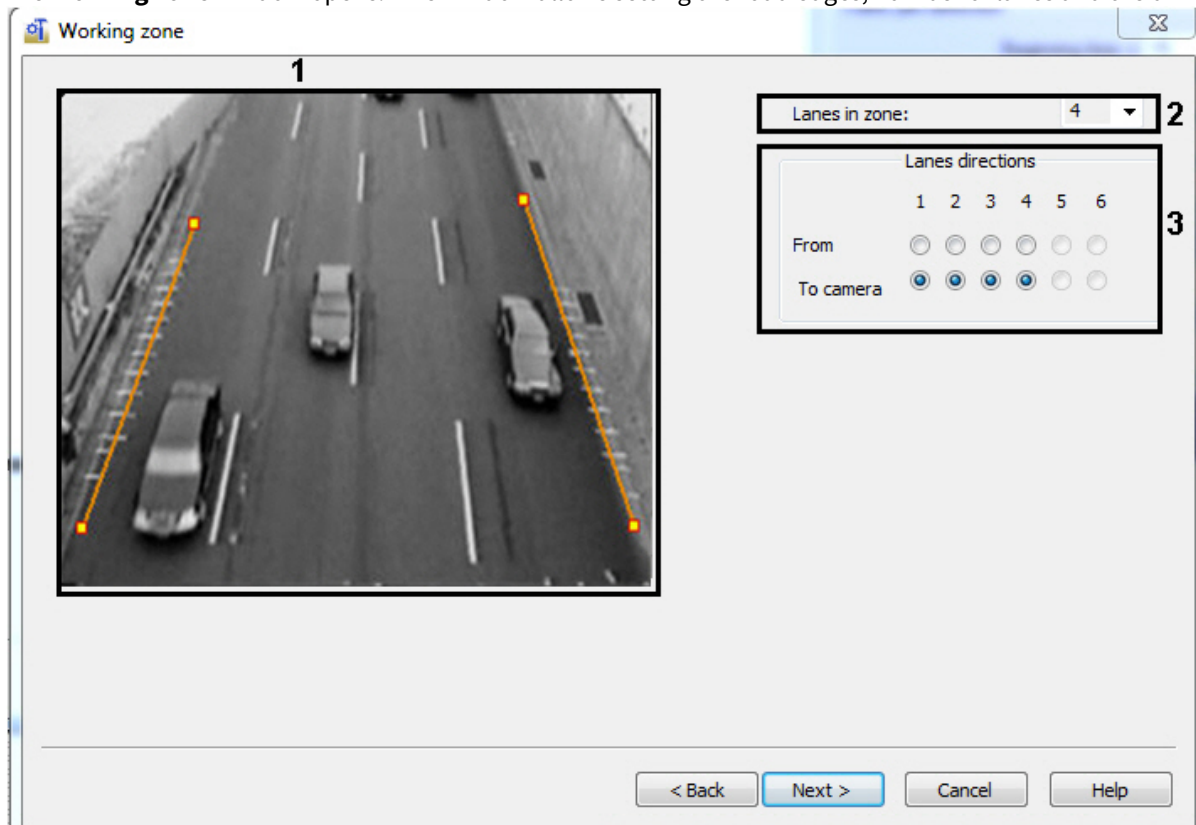 Working zone
1
Lanes in zone: 4
2
Lanes directions
1 2 3 4 5 6
3
From
To camera
< Back Next > Cancel Help